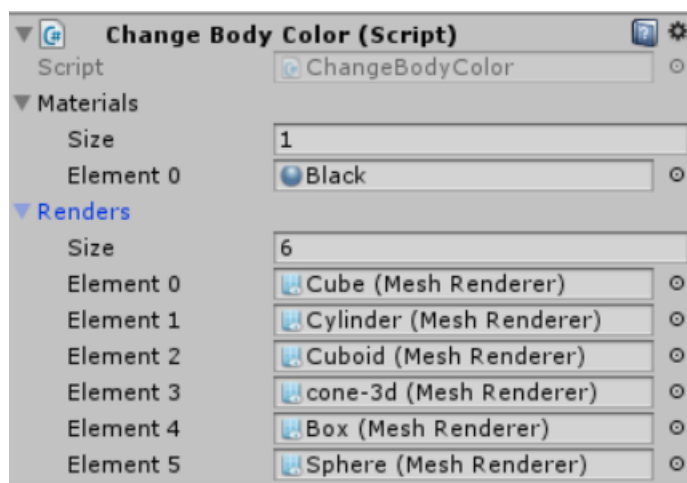 Change Body Color (Script)
Script ChangeBodyColor
Materials
Size 1
Element 0 Black
Renders
Size 6
Element 0 Cube (Mesh Renderer)
Element 1 Cylinder (Mesh Renderer)
Element 2 Cuboid (Mesh Renderer)
Element 3 cone-3d (Mesh Renderer)
Element 4 Box (Mesh Renderer)
Element 5 Sphere (Mesh Renderer)